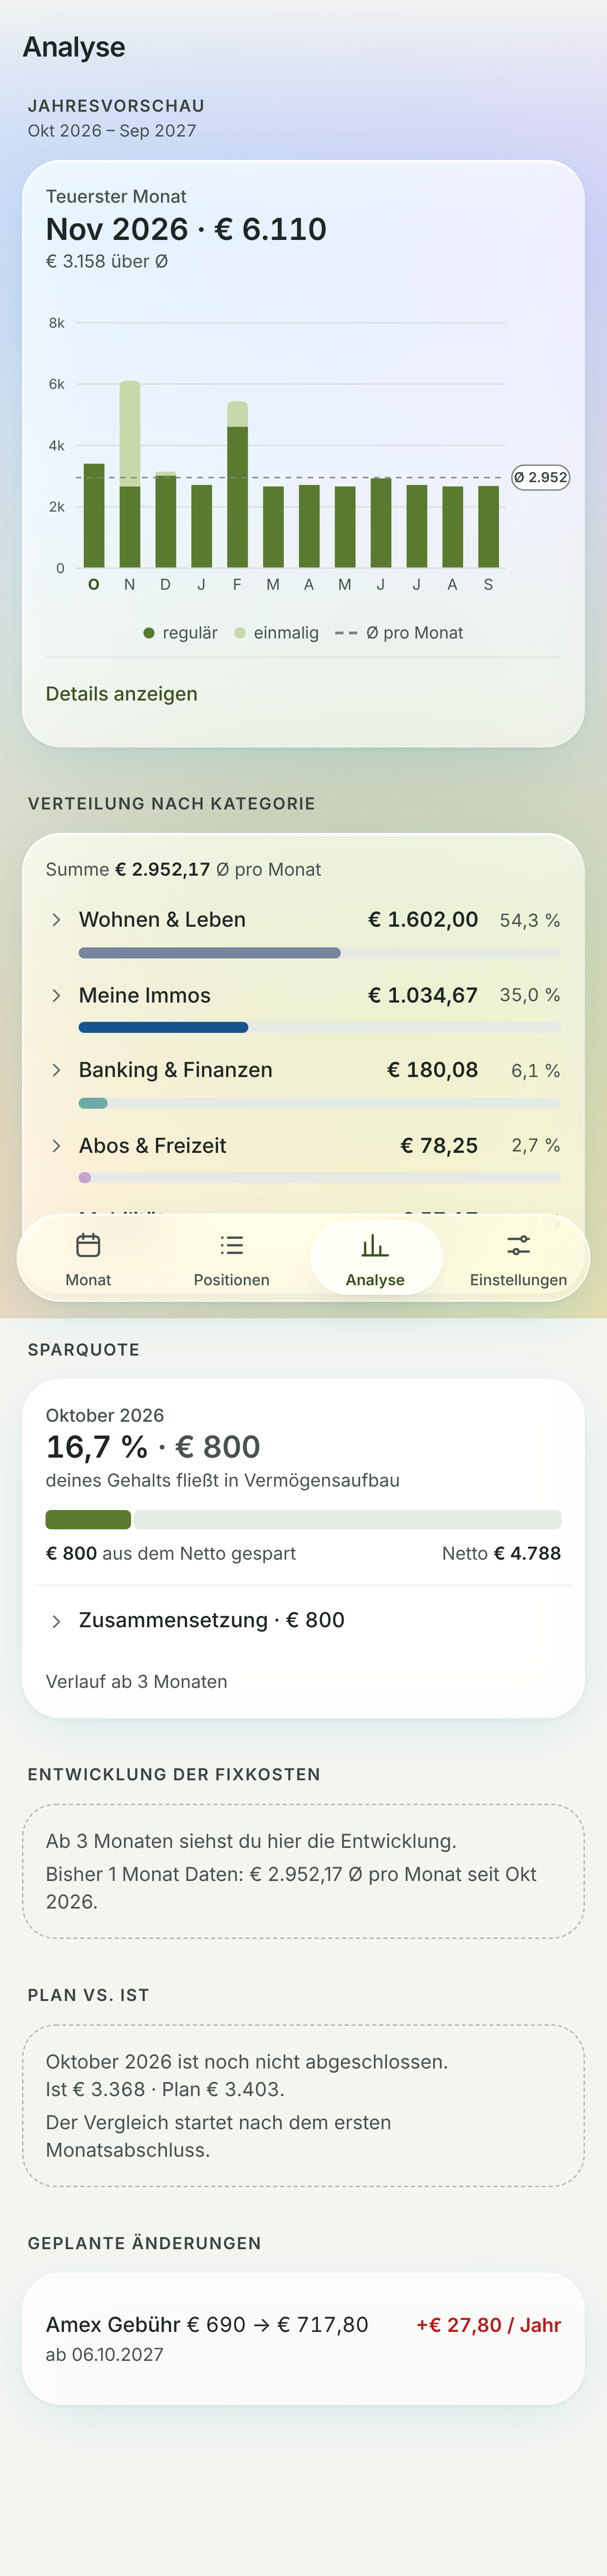 Analyse
JAHRESVORSCHAU
Okt 2026 – Sep 2027
Teuerster Monat
Nov 2026 · € 6.110
€ 3.158 über Ø
8k
6k
4k
Ø 2.952
2k
0
O N D J F M A M J J A S
regulär einmalig Ø pro Monat
Details anzeigen
VERTEILUNG NACH KATEGORIE
Summe € 2.952,17 Ø pro Monat
Wohnen & Leben € 1.602,00 54,3 %
Meine Immos € 1.034,67 35,0 %
Banking & Finanzen € 180,08 6,1 %
Abos & Freizeit € 78,25 2,7 %
Monat Positionen Analyse Einstellungen
SPARQUOTE
Oktober 2026
16,7 % · € 800
deines Gehalts fließt in Vermögensaufbau
€ 800 aus dem Netto gespart Netto € 4.788
Zusammensetzung · € 800
Verlauf ab 3 Monaten
ENTWICKLUNG DER FIXKOSTEN
Ab 3 Monaten siehst du hier die Entwicklung.
Bisher 1 Monat Daten: € 2.952,17 Ø pro Monat seit Okt
2026.
PLAN VS. IST
Oktober 2026 ist noch nicht abgeschlossen.
Ist € 3.368 · Plan € 3.403.
Der Vergleich startet nach dem ersten
Monatsabschluss.
GEPLANTE ÄNDERUNGEN
Amex Gebühr € 690 → € 717,80 +€ 27,80 / Jahr
ab 06.10.2027